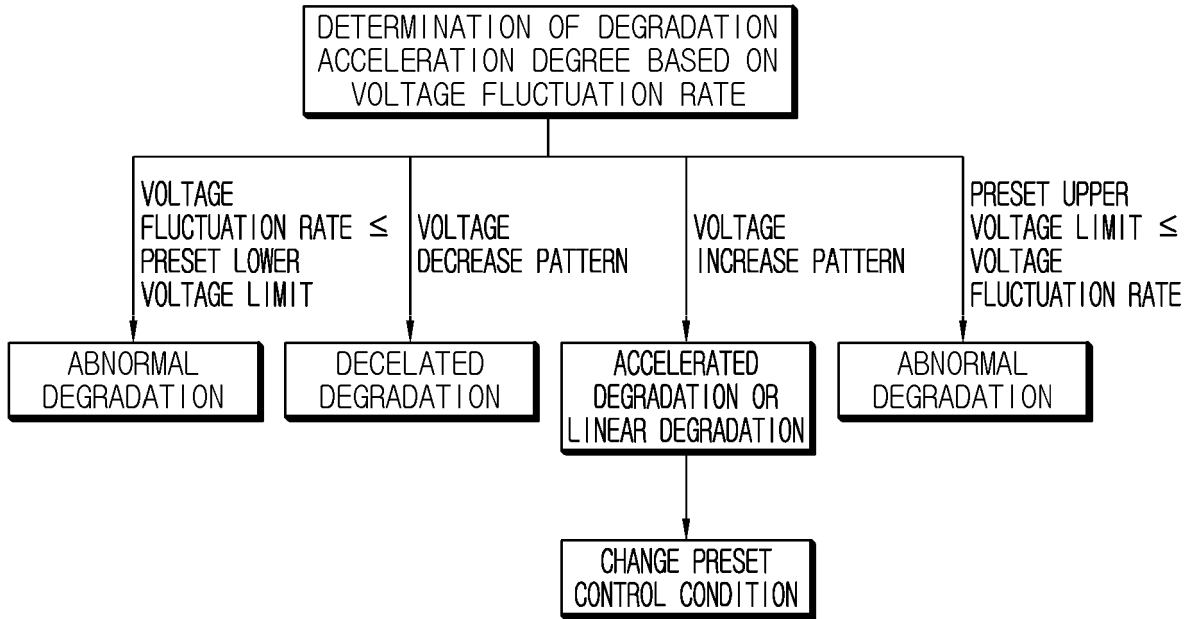 DETERMINATION OF DEGRADATION
ACCELERATION DEGREE BASED ON
VOLTAGE FLUCTUATION RATE
VOLTAGE
FLUCTUATION RATE ≤
PRESET LOWER
VOLTAGE LIMIT
VOLTAGE
DECREASE PATTERN
VOLTAGE
INCREASE PATTERN
PRESET UPPER
VOLTAGE LIMIT ≤
VOLTAGE
FLUCTUATION RATE
ABNORMAL
DEGRADATION
DECELATED
DEGRADATION
ACCELERATED
DEGRADATION OR
LINEAR DEGRADATION
ABNORMAL
DEGRADATION
CHANGE PRESET
CONTROL CONDITION